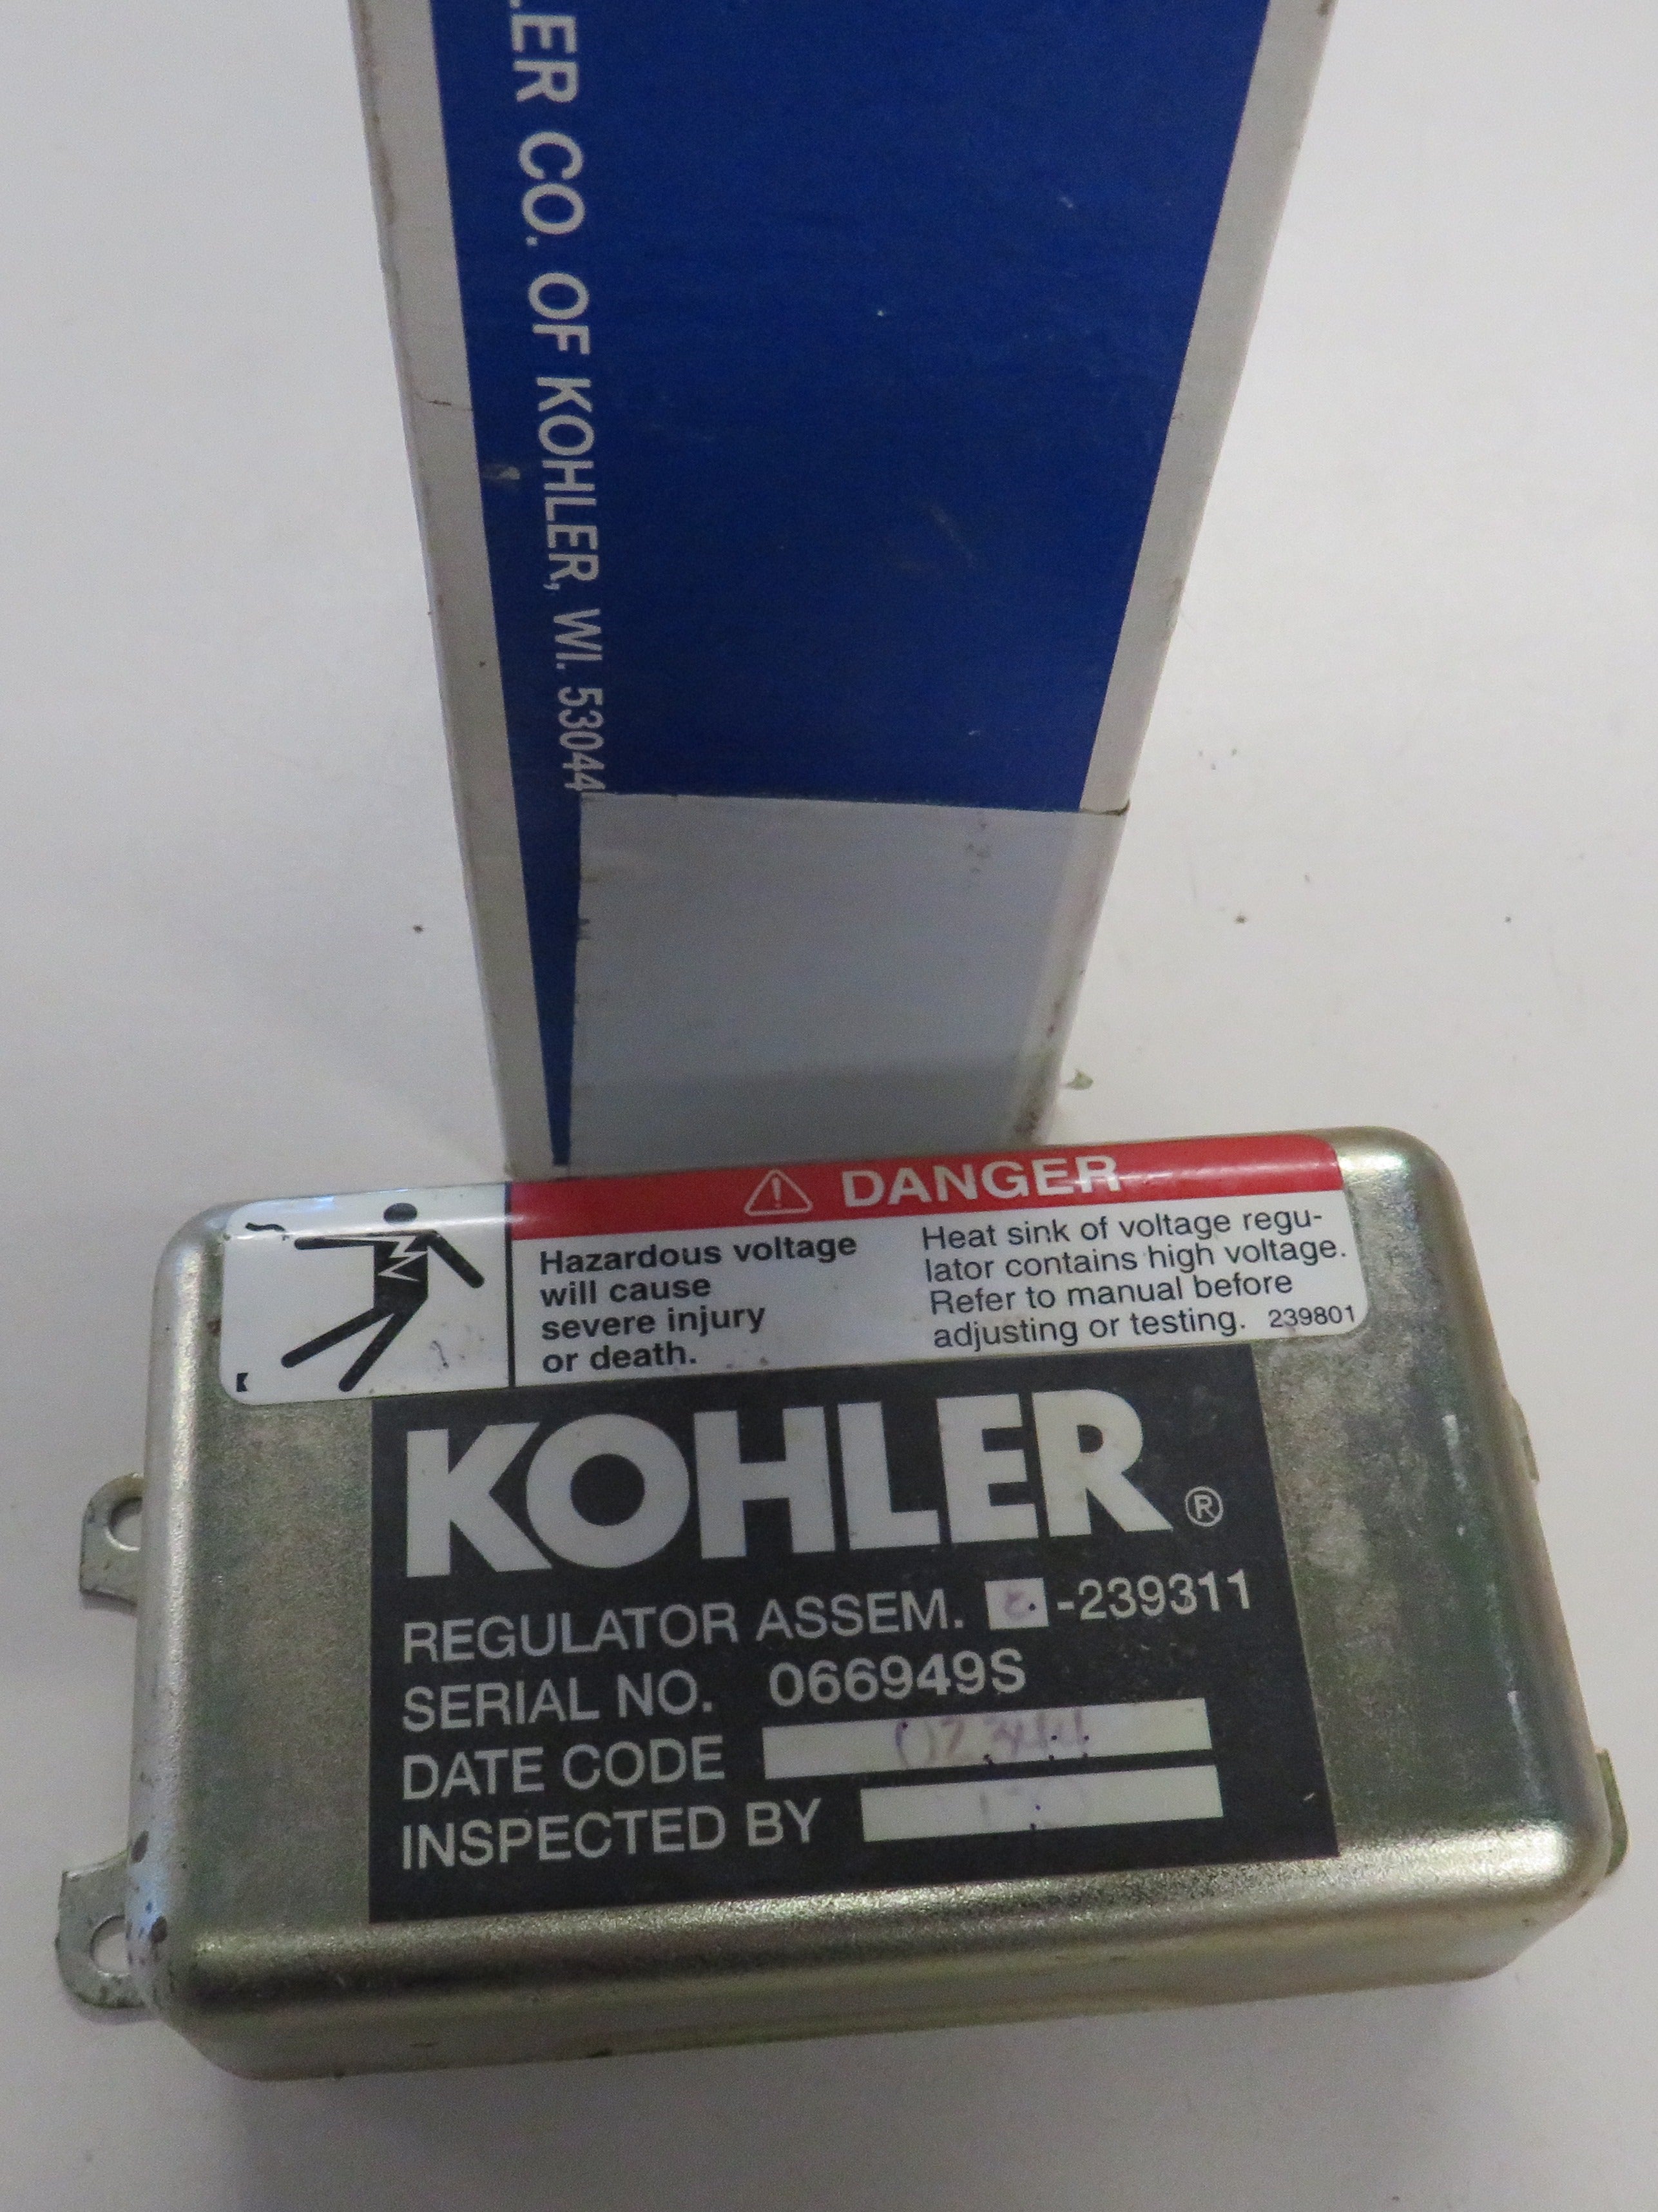 LER CO. OF KOHLER, WI. 53044
DANGER
Hazardous voltage
will cause
severe injury
or death.
Heat sink of voltage regu-
lator contains high voltage.
Refer to manual before
adjusting or testing. 239801
KOHLER®
REGULATOR ASSEM. -239311
SERIAL NO. 066949S
DATE CODE
INSPECTED BY